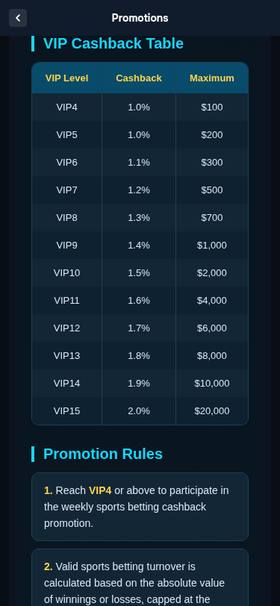 Promotions
VIP Cashback Table
VIP Level Cashback Maximum
VIP4 1.0% $100
VIP5 1.0% $200
VIP6 1.1% $300
VIP7 1.2% $500
VIP8 1.3% $700
VIP9 1.4% $1,000
VIP10 1.5% $2,000
VIP11 1.6% $4,000
VIP12 1.7% $6,000
VIP13 1.8% $8,000
VIP14 1.9% $10,000
VIP15 2.0% $20,000
Promotion Rules
1. Reach VIP4 or above to participate in
the weekly sports betting cashback
promotion.
2. Valid sports betting turnover is
calculated based on the absolute value
of winnings or losses, capped at the